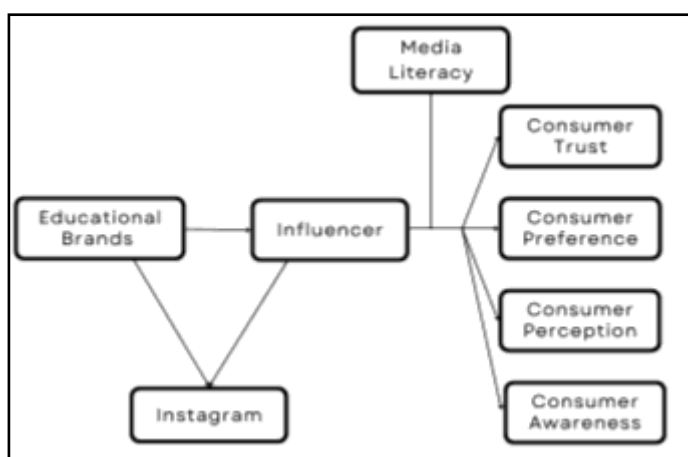 Media
Literacy
Consumer
Trust
Educational
Brands
Influencer
Consumer
Preference
Consumer
Perception
Instagram
Consumer
Awareness